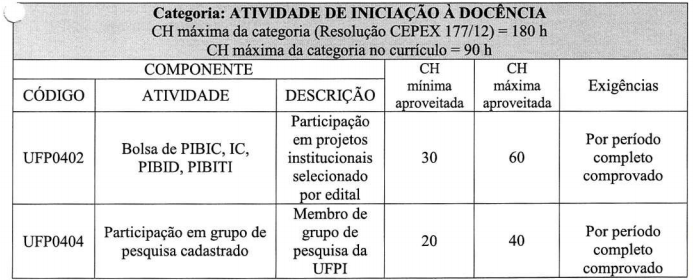 Categoria: ATIVIDADE DE INICIAÇÃO À DOCÊNCIA
CH máxima da categoria (Resolução CEPEX 177/12) = 180 h
CH máxima da categoria no currículo = 90 h
COMPONENTE
CH mínima aproveitada
CH máxima aproveitada
Exigências
CÓDIGO
ATIVIDADE
DESCRIÇÃO
UFP0402
Bolsa de PIBIC, IC,
PIBID, PIBITI
Participação
em projetos
institucionais
selecionado
por edital
30
60
Por período
completo
comprovado
UFP0404
Participação em grupo de
pesquisa cadastrado
Membro de
grupo de
pesquisa da
UFPI
20
40
Por período
completo
comprovado